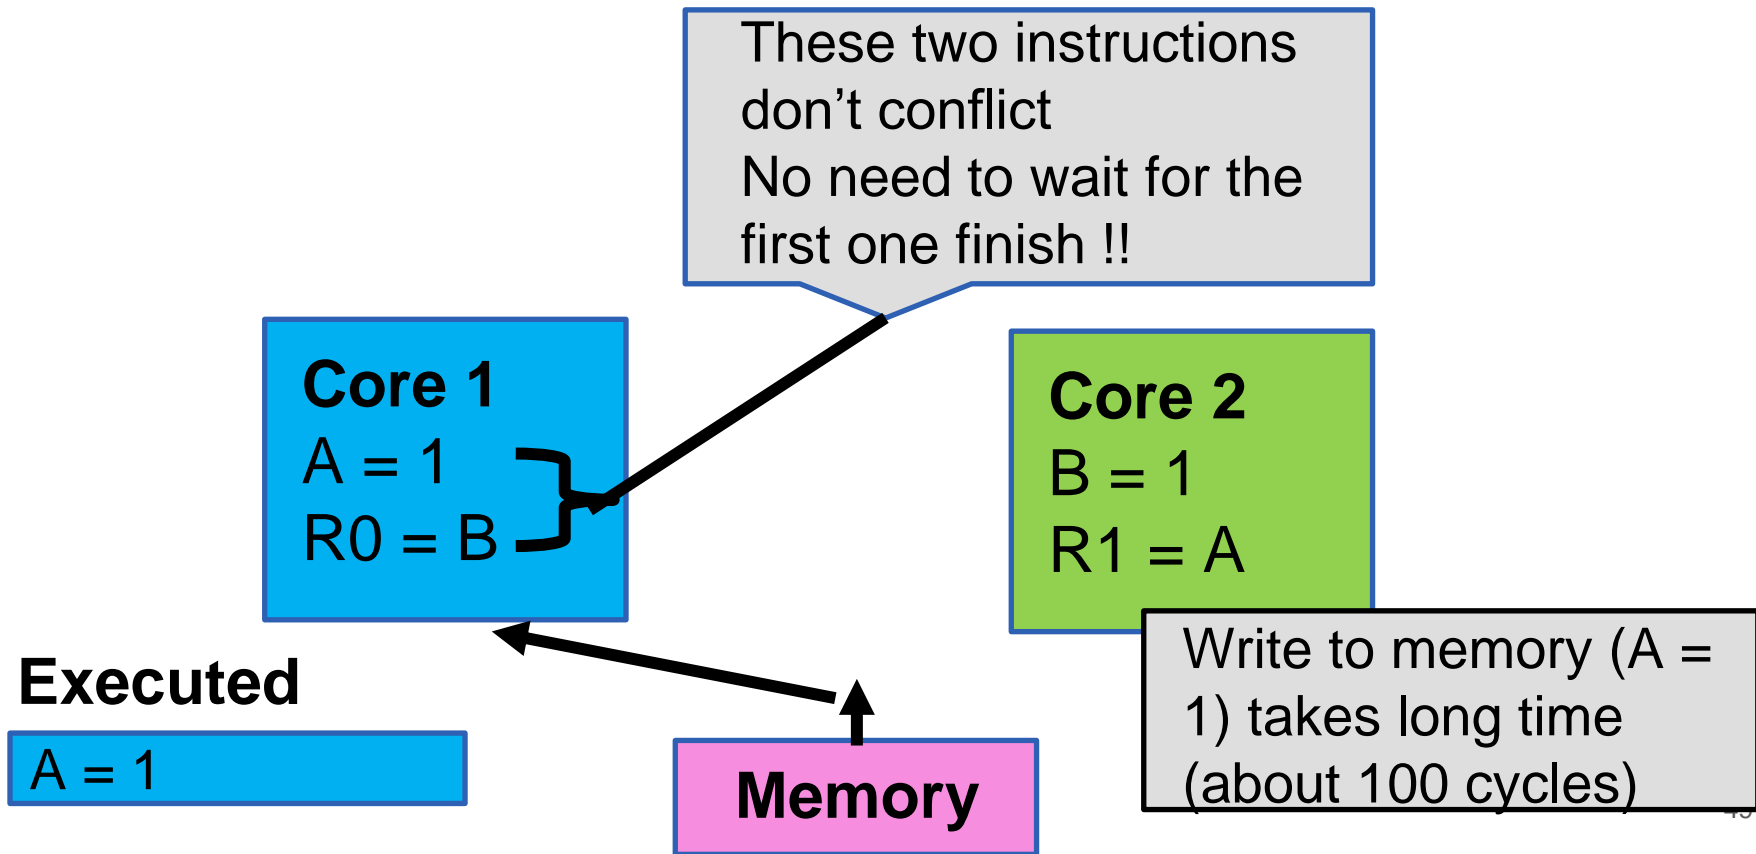 These two instructions
don’t conflict
No need to wait for the
first one finish !!
Core 1
A = 1
R0 = B
Core 2
B = 1
R1 = A
Executed
A = 1
Memory
Write to memory (A =
1) takes long time
(about 100 cycles)